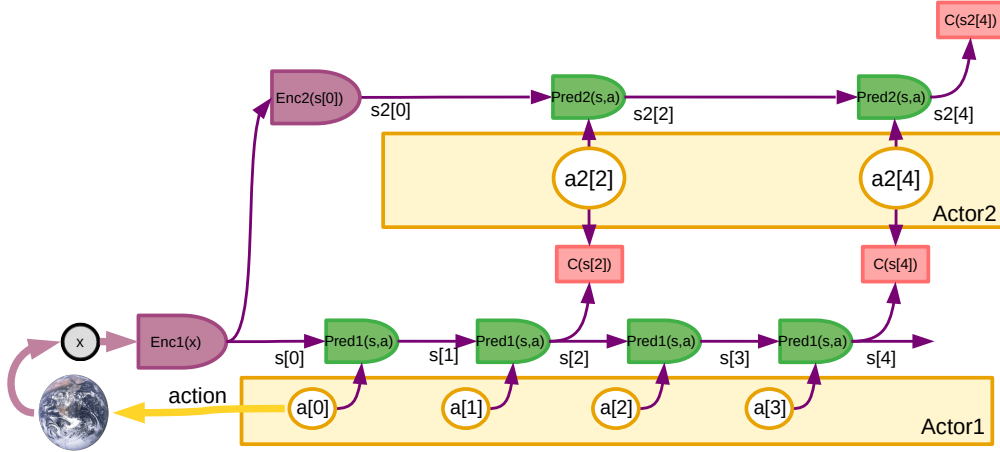 C(s2[4])
Enc2(s[0])
s2[0]
Pred2(s,a)
s2[2]
Pred2(s,a)
s2[4]
a2[2]
a2[4]
Actor2
C(s[2])
C(s[4])
x
Enc1(x)
s[0]
Pred1(s,a)
s[1]
Pred1(s,a)
s[2]
Pred1(s,a)
s[3]
Pred1(s,a)
s[4]
action
a[0]
a[1]
a[2]
a[3]
Actor1